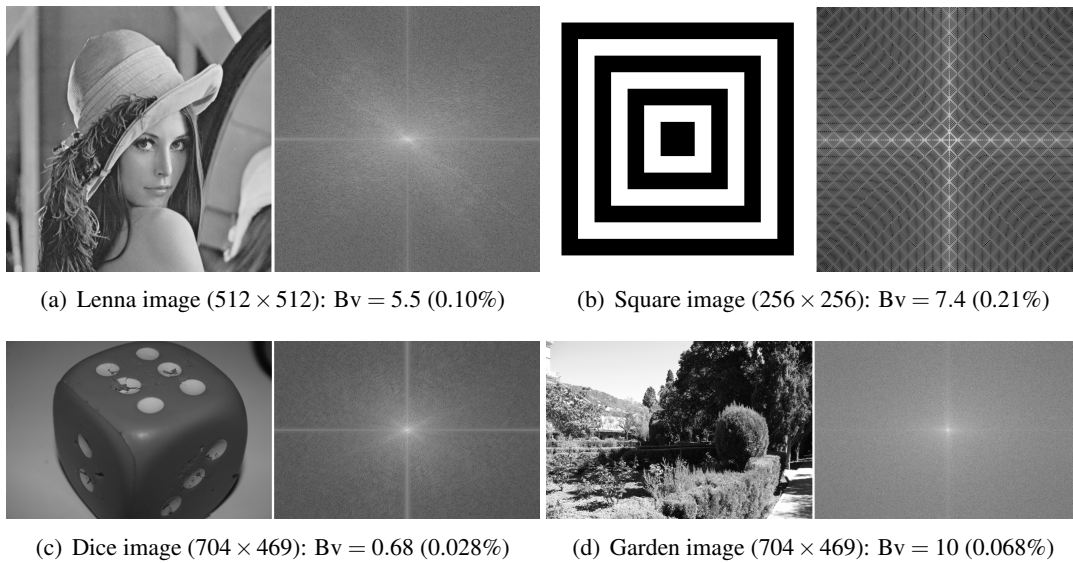 (a) Lenna image (512 × 512): Bv = 5.5 (0.10%)
(b) Square image (256 × 256): Bv = 7.4 (0.21%)
(c) Dice image (704 × 469): Bv = 0.68 (0.028%)
(d) Garden image (704 × 469): Bv = 10 (0.068%)